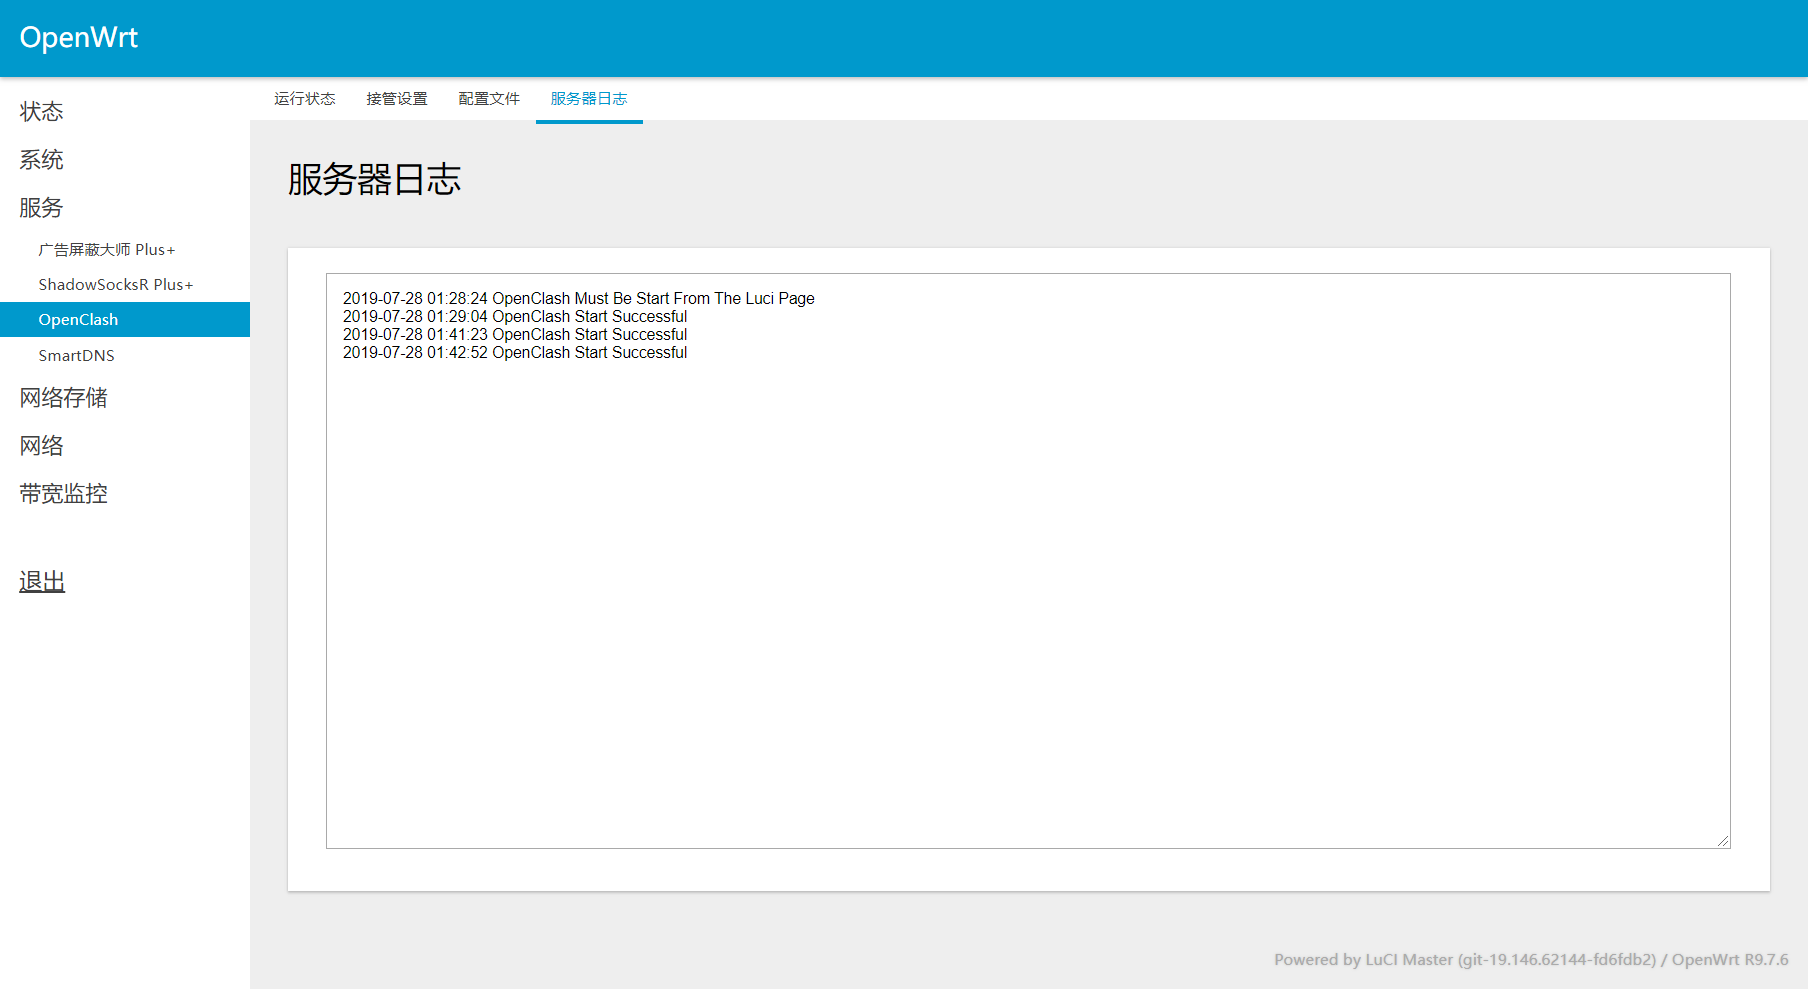 OpenWrt
状态
系统
服务
广告屏蔽大师 Plus+
ShadowSocksR Plus+
OpenClash
SmartDNS
网络存储
网络
带宽监控
退出
运行状态 接管设置 配置文件 服务器日志
服务器日志
2019-07-28 01:28:24 OpenClash Must Be Start From The Luci Page
2019-07-28 01:29:04 OpenClash Start Successful
2019-07-28 01:41:23 OpenClash Start Successful
2019-07-28 01:42:52 OpenClash Start Successful
Powered by LuCI Master (git-19.146.62144-fd6fdb2) / OpenWrt R9.7.6